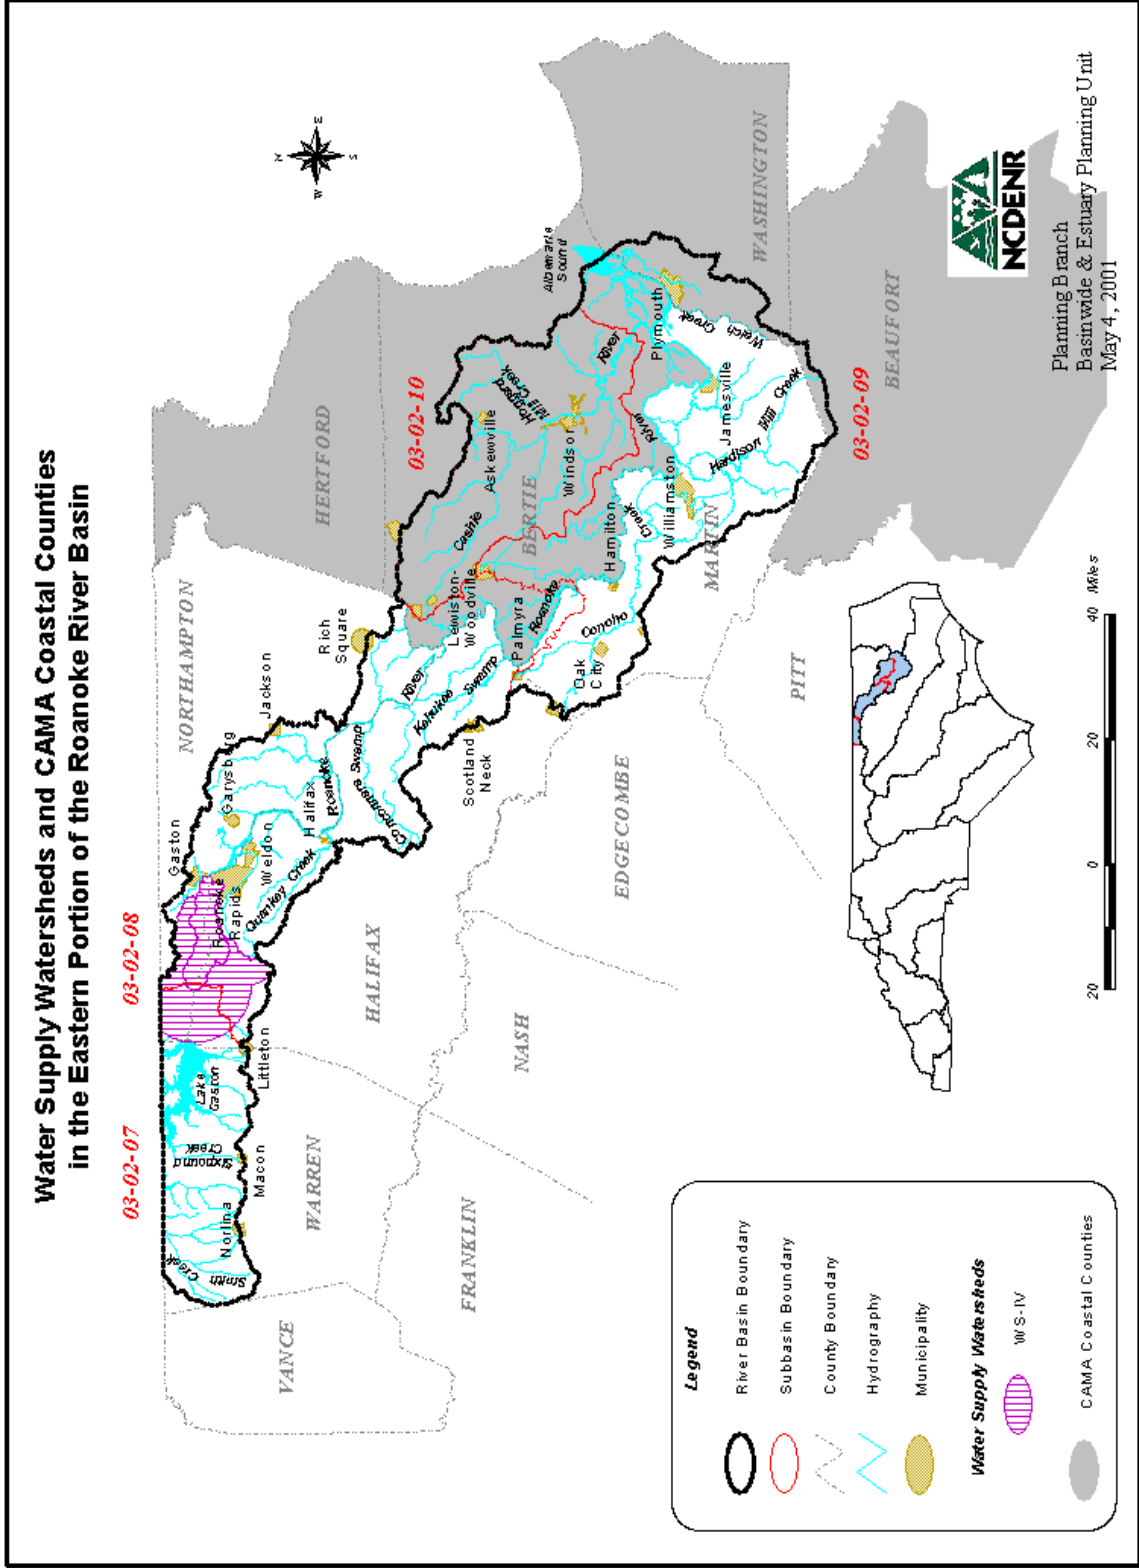 Water Supply Watersheds and CAMA Coastal Counties
in the Eastern Portion of the Roanoke River Basin
03-02-07
03-02-08
03-02-10
03-02-09
N
E
S
W
NORTHAMPTON
HERTFORD
WASHINGTON
BERTIE
MARTIN
BEAUFORT
PITT
EDGECOMBE
HALIFAX
NASH
WARREN
FRANKLIN
VANCE
Smith
Creek
Norlina
Sixpound
Creek
Macon
Lake
Gaston
Littleton
Gaston
Roanoke
Rapids
Weldon
Garysburg
Quankey Creek
Halifax
Jackson
Roanoke
River
Rich
Square
Conconnara Swamp
Kehukee
Swamp
Scotland
Neck
Lewiston-
Woodville
Palmyra
Roanoke
Oak
City
Conoho
Creek
Hamilton
Cashie
Askewville
Hoggard
Mill Creek
Windsor
River
River
Williamston
Hardison
Mill
Creek
Jamesville
Plymouth
Welch
Creek
Albemarle
Sound
Legend
River Basin Boundary
Subbasin Boundary
County Boundary
Hydrography
Municipality
Water Supply Watersheds
WS-IV
CAMA Coastal Counties
20
0
20
40
Miles
NCDENR
Planning Branch
Basinwide & Estuary Planning Unit
May 4, 2001